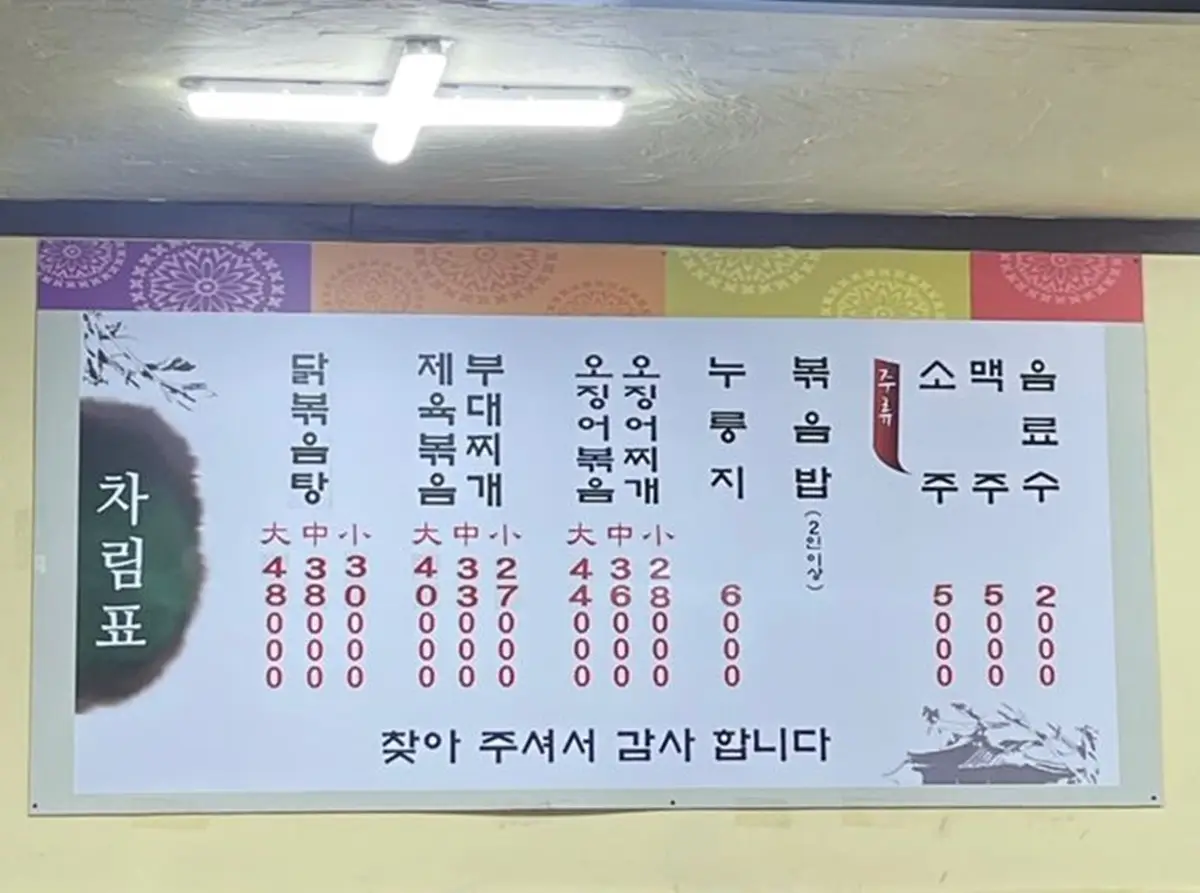 차림표
닭볶음탕
大 中 小
48000 38000 30000
제육볶음
부대찌개
大 中 小
40000 33000 27000
오징어볶음
오징어찌개
大 中 小
44000 36000 28000
누룽지
6000
볶음밥
(2인이상)
주류
소주
5000
맥주
5000
음료수
2000
찾아 주셔서 감사 합니다